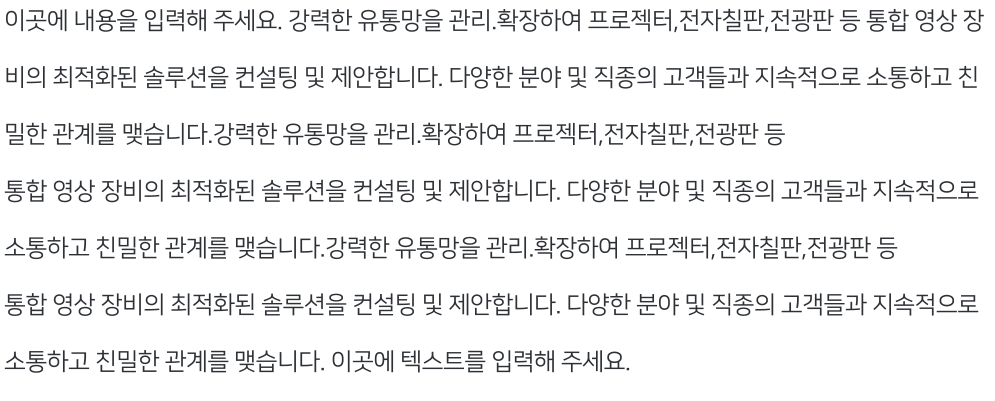 이곳에 내용을 입력해 주세요. 강력한 유통망을 관리.확장하여 프로젝터,전자칠판,전광판 등 통합 영상 장
비의 최적화된 솔루션을 컨설팅 및 제안합니다. 다양한 분야 및 직종의 고객들과 지속적으로 소통하고 친
밀한 관계를 맺습니다.강력한 유통망을 관리.확장하여 프로젝터,전자칠판,전광판 등
통합 영상 장비의 최적화된 솔루션을 컨설팅 및 제안합니다. 다양한 분야 및 직종의 고객들과 지속적으로
소통하고 친밀한 관계를 맺습니다.강력한 유통망을 관리.확장하여 프로젝터,전자칠판,전광판 등
통합 영상 장비의 최적화된 솔루션을 컨설팅 및 제안합니다. 다양한 분야 및 직종의 고객들과 지속적으로
소통하고 친밀한 관계를 맺습니다. 이곳에 텍스트를 입력해 주세요.